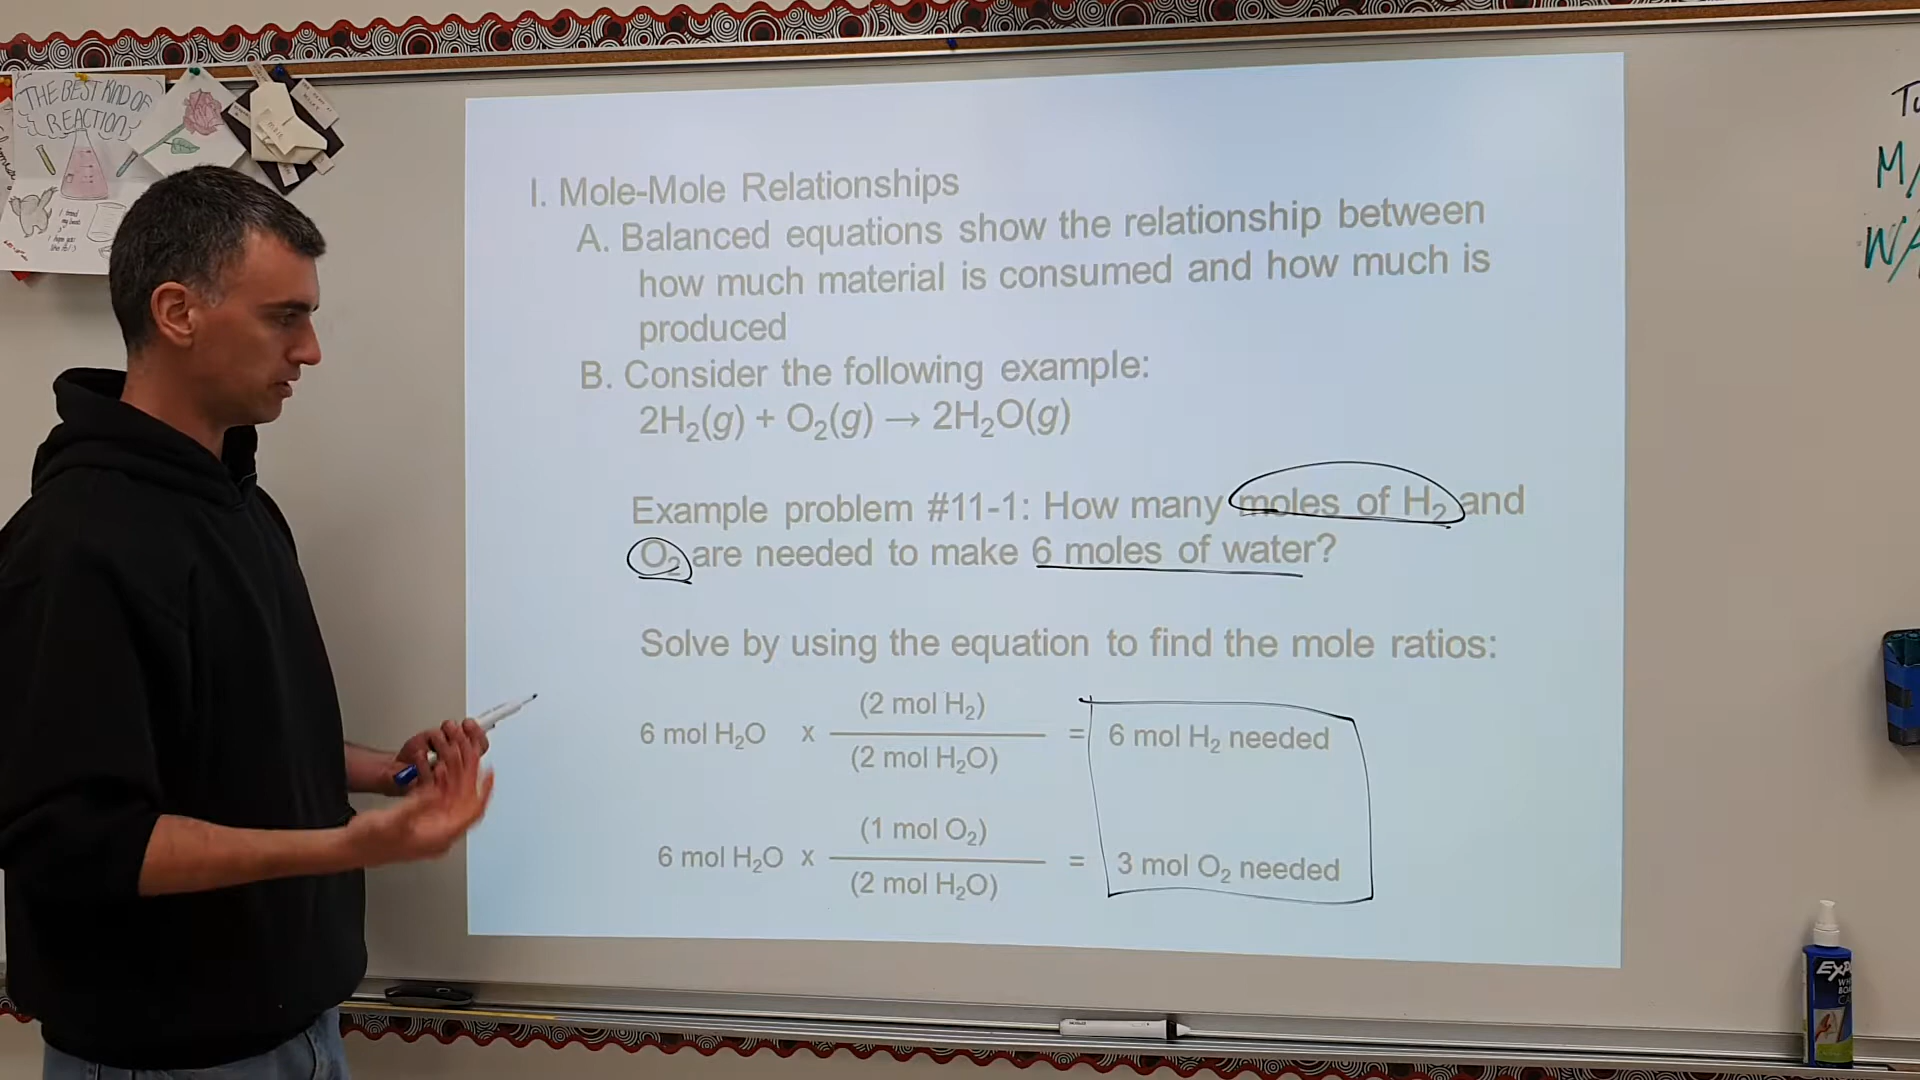 THE BEST KIND OF
REACTION
I. Mole-Mole Relationships
A. Balanced equations show the relationship between
how much material is consumed and how much is
produced
B. Consider the following example:
2H₂(g) + O₂(g) → 2H₂O(g)
Example problem #11-1: How many moles of H₂ and
O₂ are needed to make 6 moles of water?
Solve by using the equation to find the mole ratios:
6 mol H₂O x (2 mol H₂) = 6 mol H₂ needed
(2 mol H₂O)
6 mol H₂O x (1 mol O₂) = 3 mol O₂ needed
(2 mol H₂O)
Tu
M/
W/
EXP